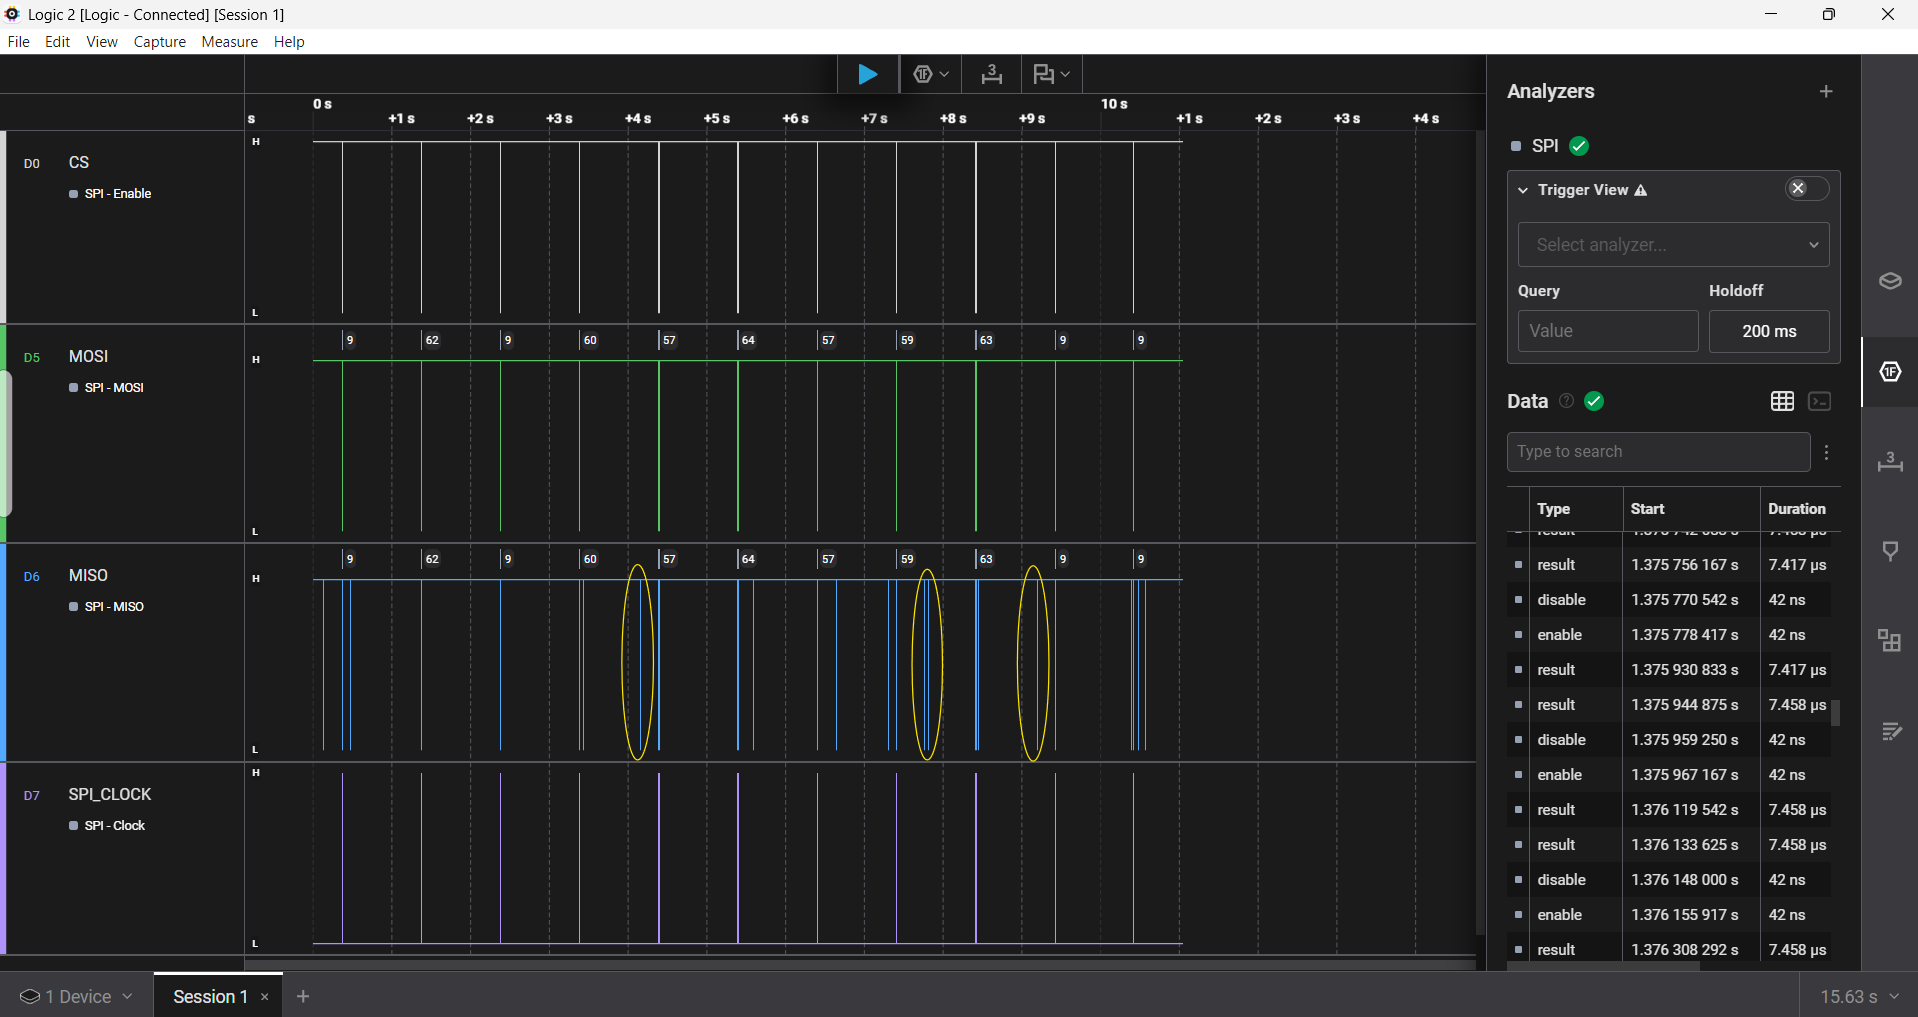 Logic 2 [Logic - Connected] [Session 1]
File Edit View Capture Measure Help
0 s 10 s
s +1 s +2 s +3 s +4 s +5 s +6 s +7 s +8 s +9 s +1 s +2 s +3 s +4 s
D0 CS
SPI - Enable
H
L
D5 MOSI
SPI - MOSI
9 62 9 60 57 64 57 59 63 9 9
H
L
D6 MISO
SPI - MISO
9 62 9 60 57 64 57 59 63 9 9
H
L
D7 SPI_CLOCK
SPI - Clock
H
L
Analyzers
SPI
Trigger View
Select analyzer...
Query Holdoff
Value 200 ms
Data
Type to search
Type Start Duration
result 1.375 756 167 s 7.417 µs
disable 1.375 770 542 s 42 ns
enable 1.375 778 417 s 42 ns
result 1.375 930 833 s 7.417 µs
result 1.375 944 875 s 7.458 µs
disable 1.375 959 250 s 42 ns
enable 1.375 967 167 s 42 ns
result 1.376 119 542 s 7.458 µs
result 1.376 133 625 s 7.458 µs
disable 1.376 148 000 s 42 ns
enable 1.376 155 917 s 42 ns
result 1.376 308 292 s 7.458 µs
1F
3
1F
3
1 Device Session 1 × + 15.63 s